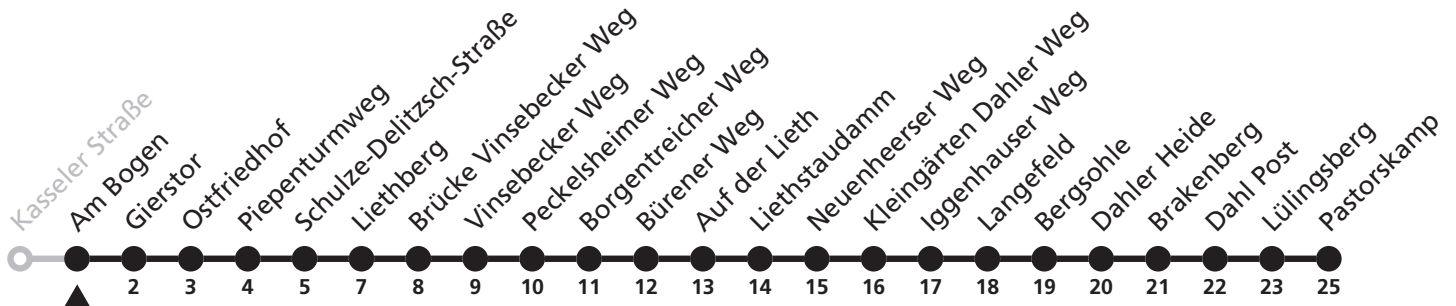 Kasseler Straße
Am Bogen
Gierstor
Ostfriedhof
Piepenturmweg
Schulze-Delitzsch-Straße
Liethberg
Brücke Vinsebecker Weg
Vinsebecker Weg
Peckelsheimer Weg
Borgentreicher Weg
Bürener Weg
Auf der Lieth
Liethstaudamm
Neuenheerser Weg
Kleingärten Dahler Weg
Iggenhauser Weg
Langefeld
Bergsohle
Dahler Heide
Brakenberg
Dahl Post
Lülingsberg
Pastorskamp
2 3 4 5 7 8 9 10 11 12 13 14 15 16 17 18 19 20 21 22 23 25